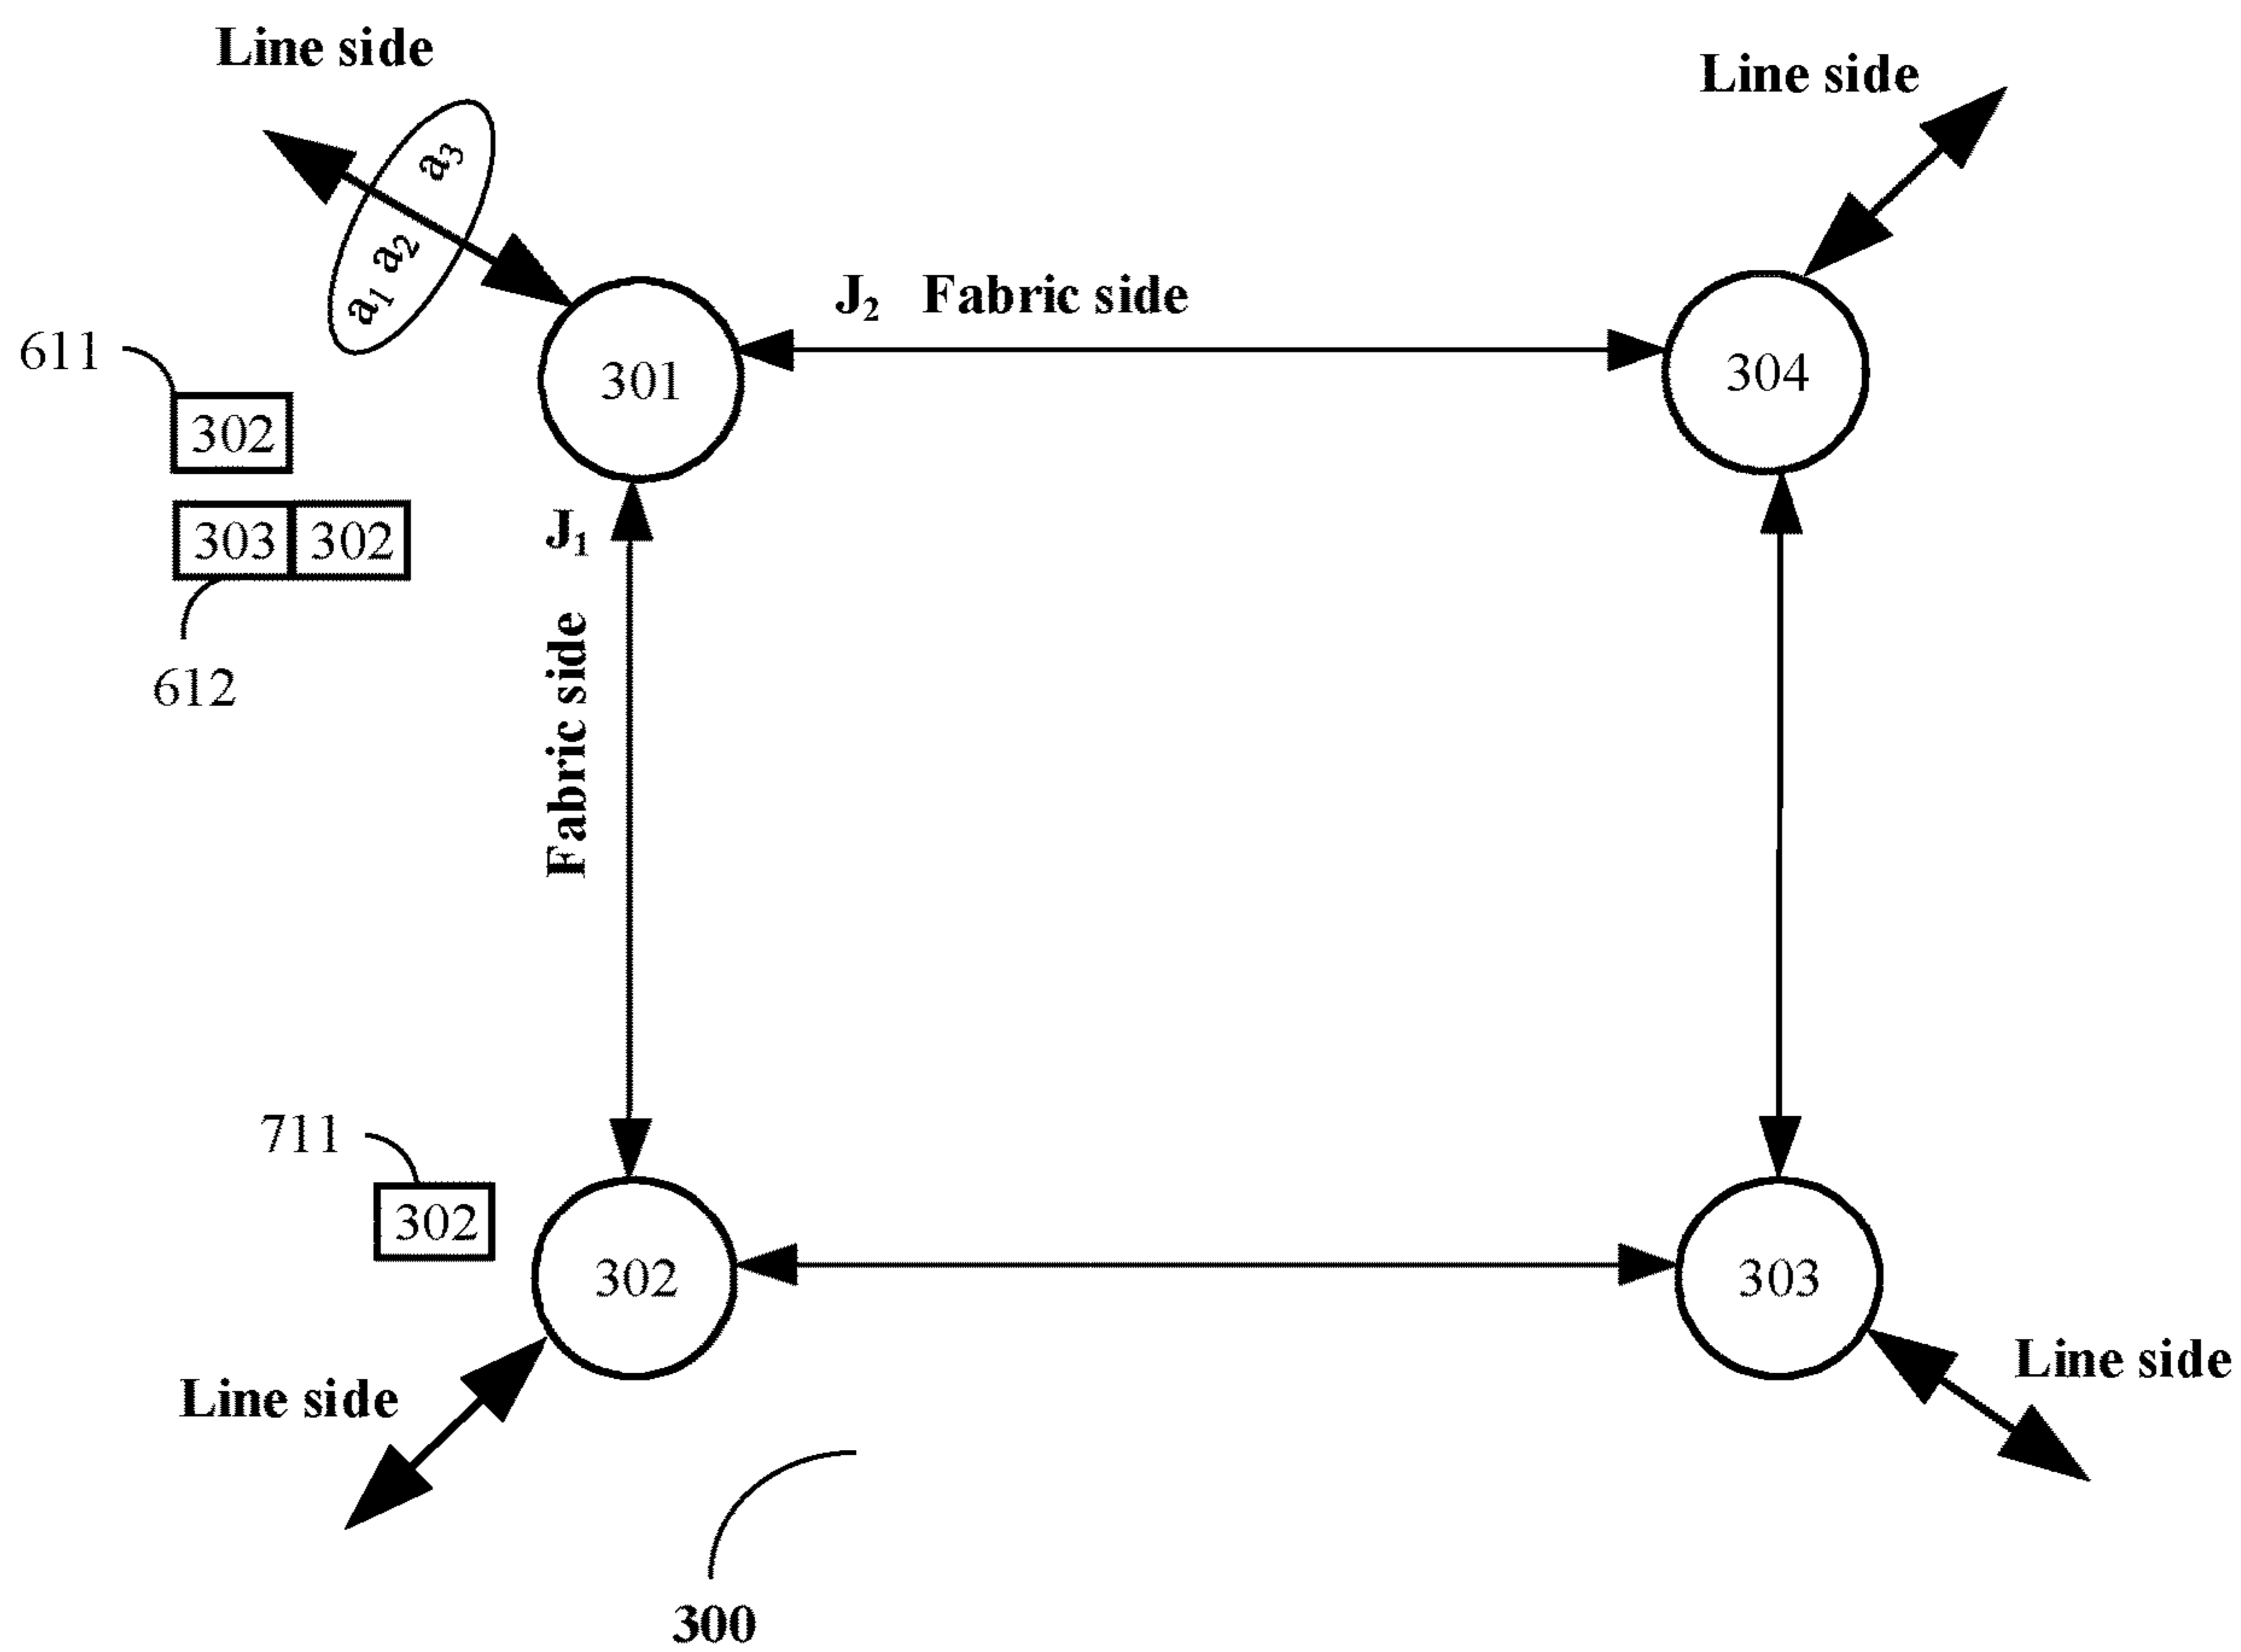 Line side
Line side
a₃
a₂
a₁
J₂ Fabric side
611
301
304
302
303 302
J₁
612
Fabric side
711
302
302
303
Line side
Line side
300